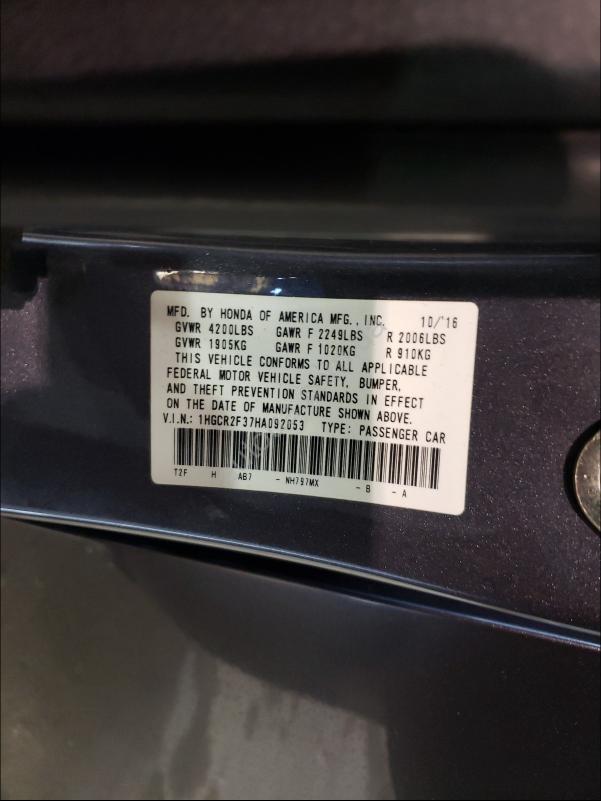 MFD. BY HONDA OF AMERICA MFG., INC. 10/'16
GVWR 4200LBS GAWR F 2249LBS R 2006LBS
GVWR 1905KG GAWR F 1020KG R 910KG
THIS VEHICLE CONFORMS TO ALL APPLICABLE
FEDERAL MOTOR VEHICLE SAFETY, BUMPER,
AND THEFT PREVENTION STANDARDS IN EFFECT
ON THE DATE OF MANUFACTURE SHOWN ABOVE.
V.I.N.: 1HGCR2F37HA092053 TYPE: PASSENGER CAR
T2F H AB7 - NH797MX - B - A